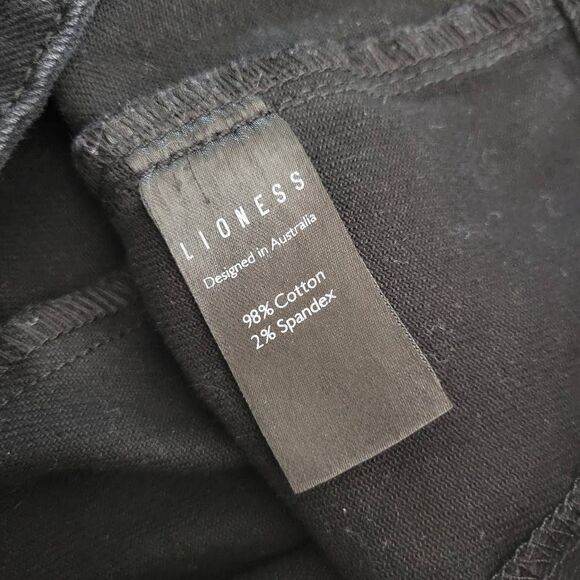 LIONESS
Designed in Australia
98% Cotton
2% Spandex